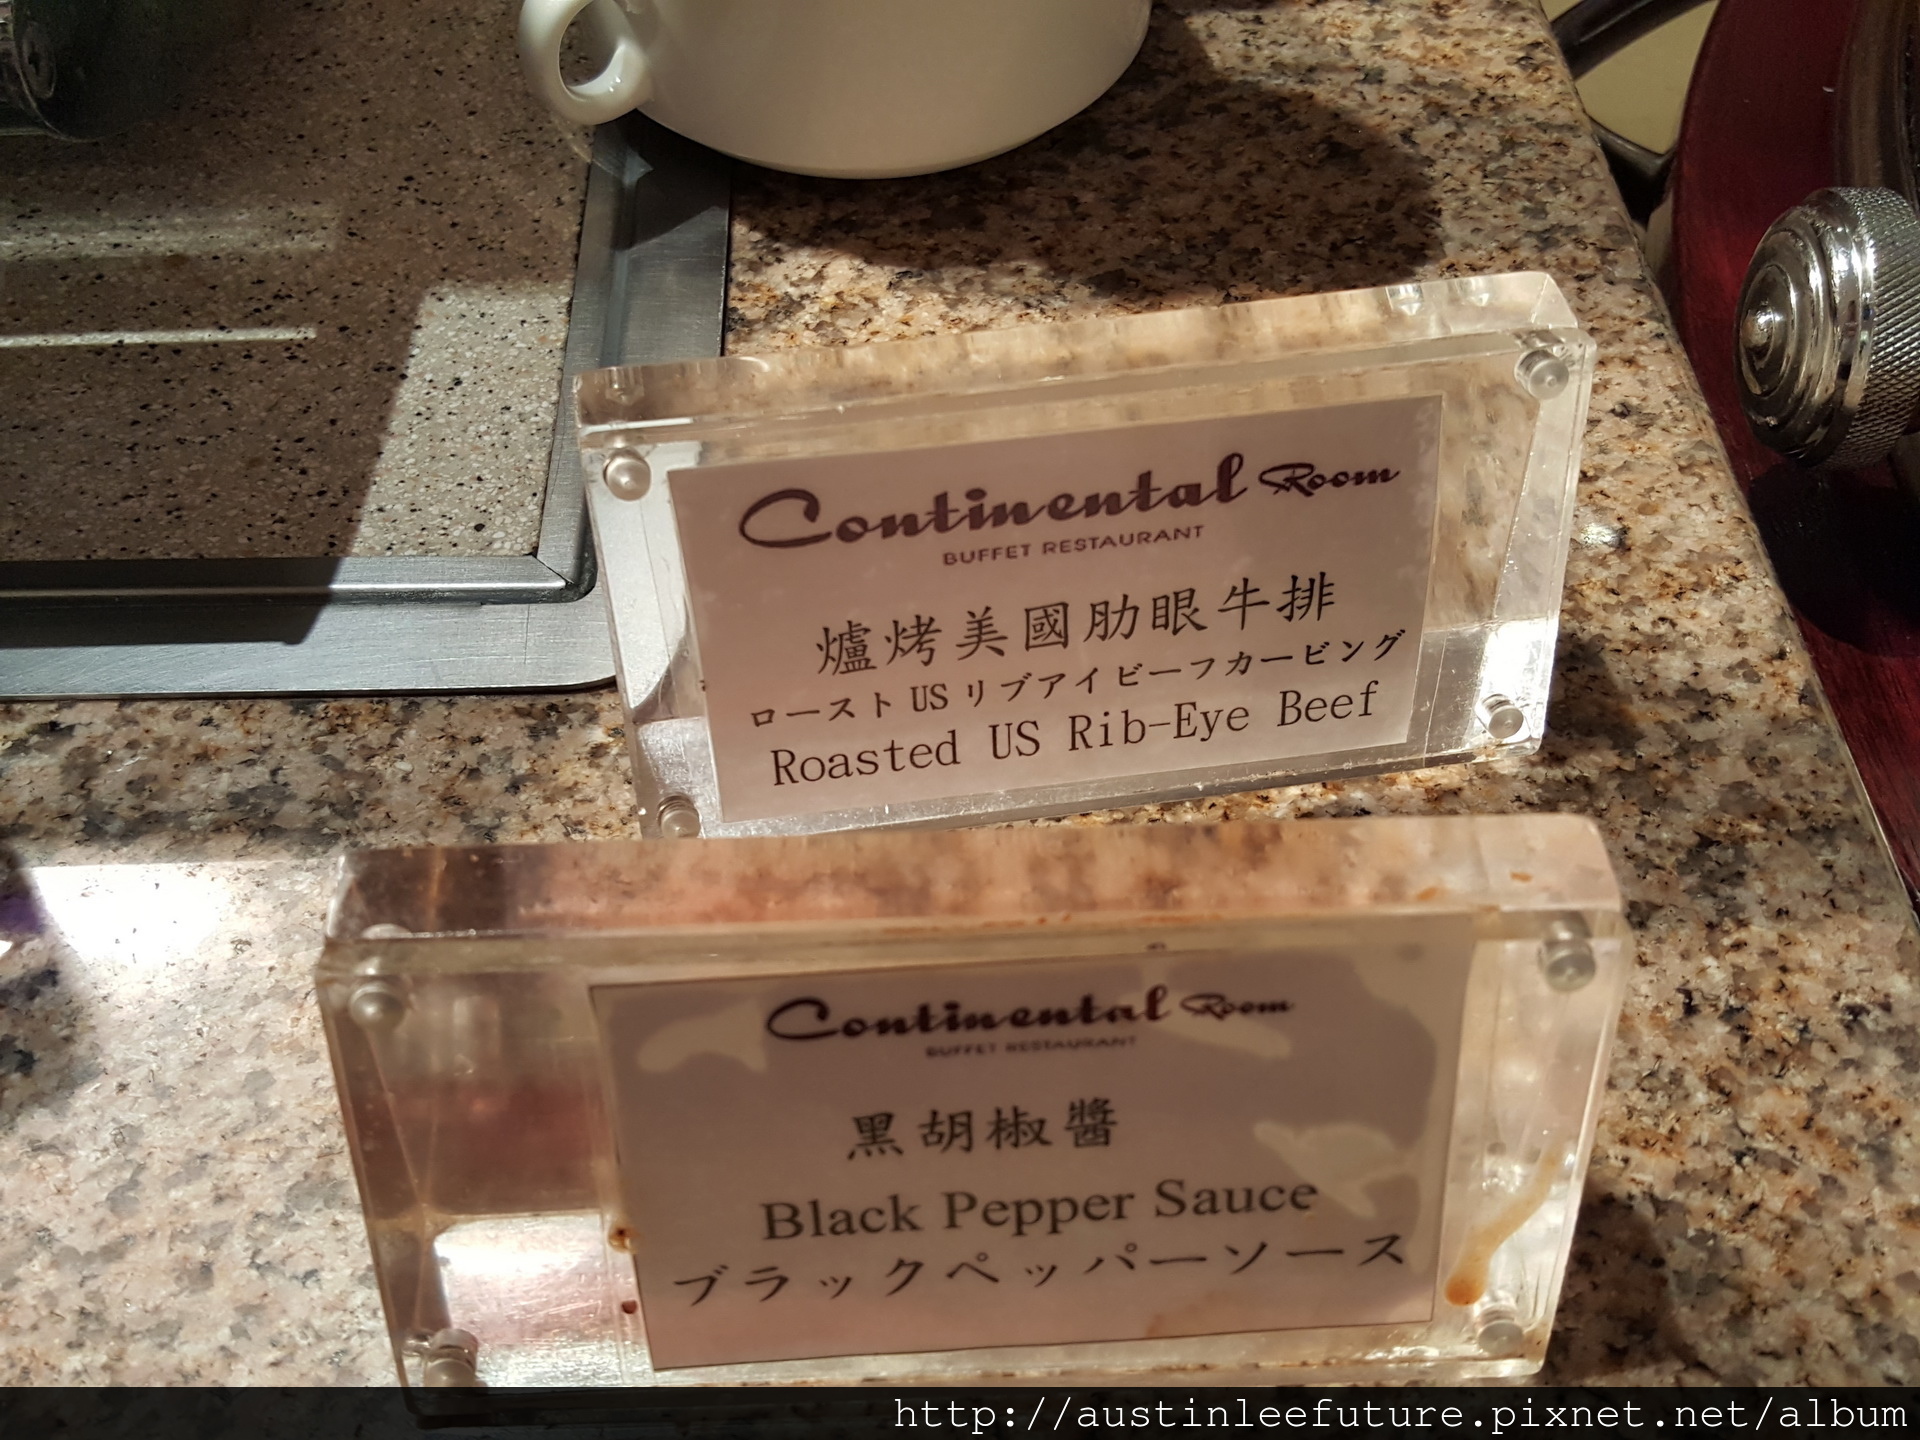 Continental Room
BUFFET RESTAURANT
爐烤美國肋眼牛排
ローストUSリブアイビーフカービング
Roasted US Rib-Eye Beef
Continental Room
BUFFET RESTAURANT
黑胡椒醬
Black Pepper Sauce
ブラックペッパーソース
http://austinleefuture.pixnet.net/album